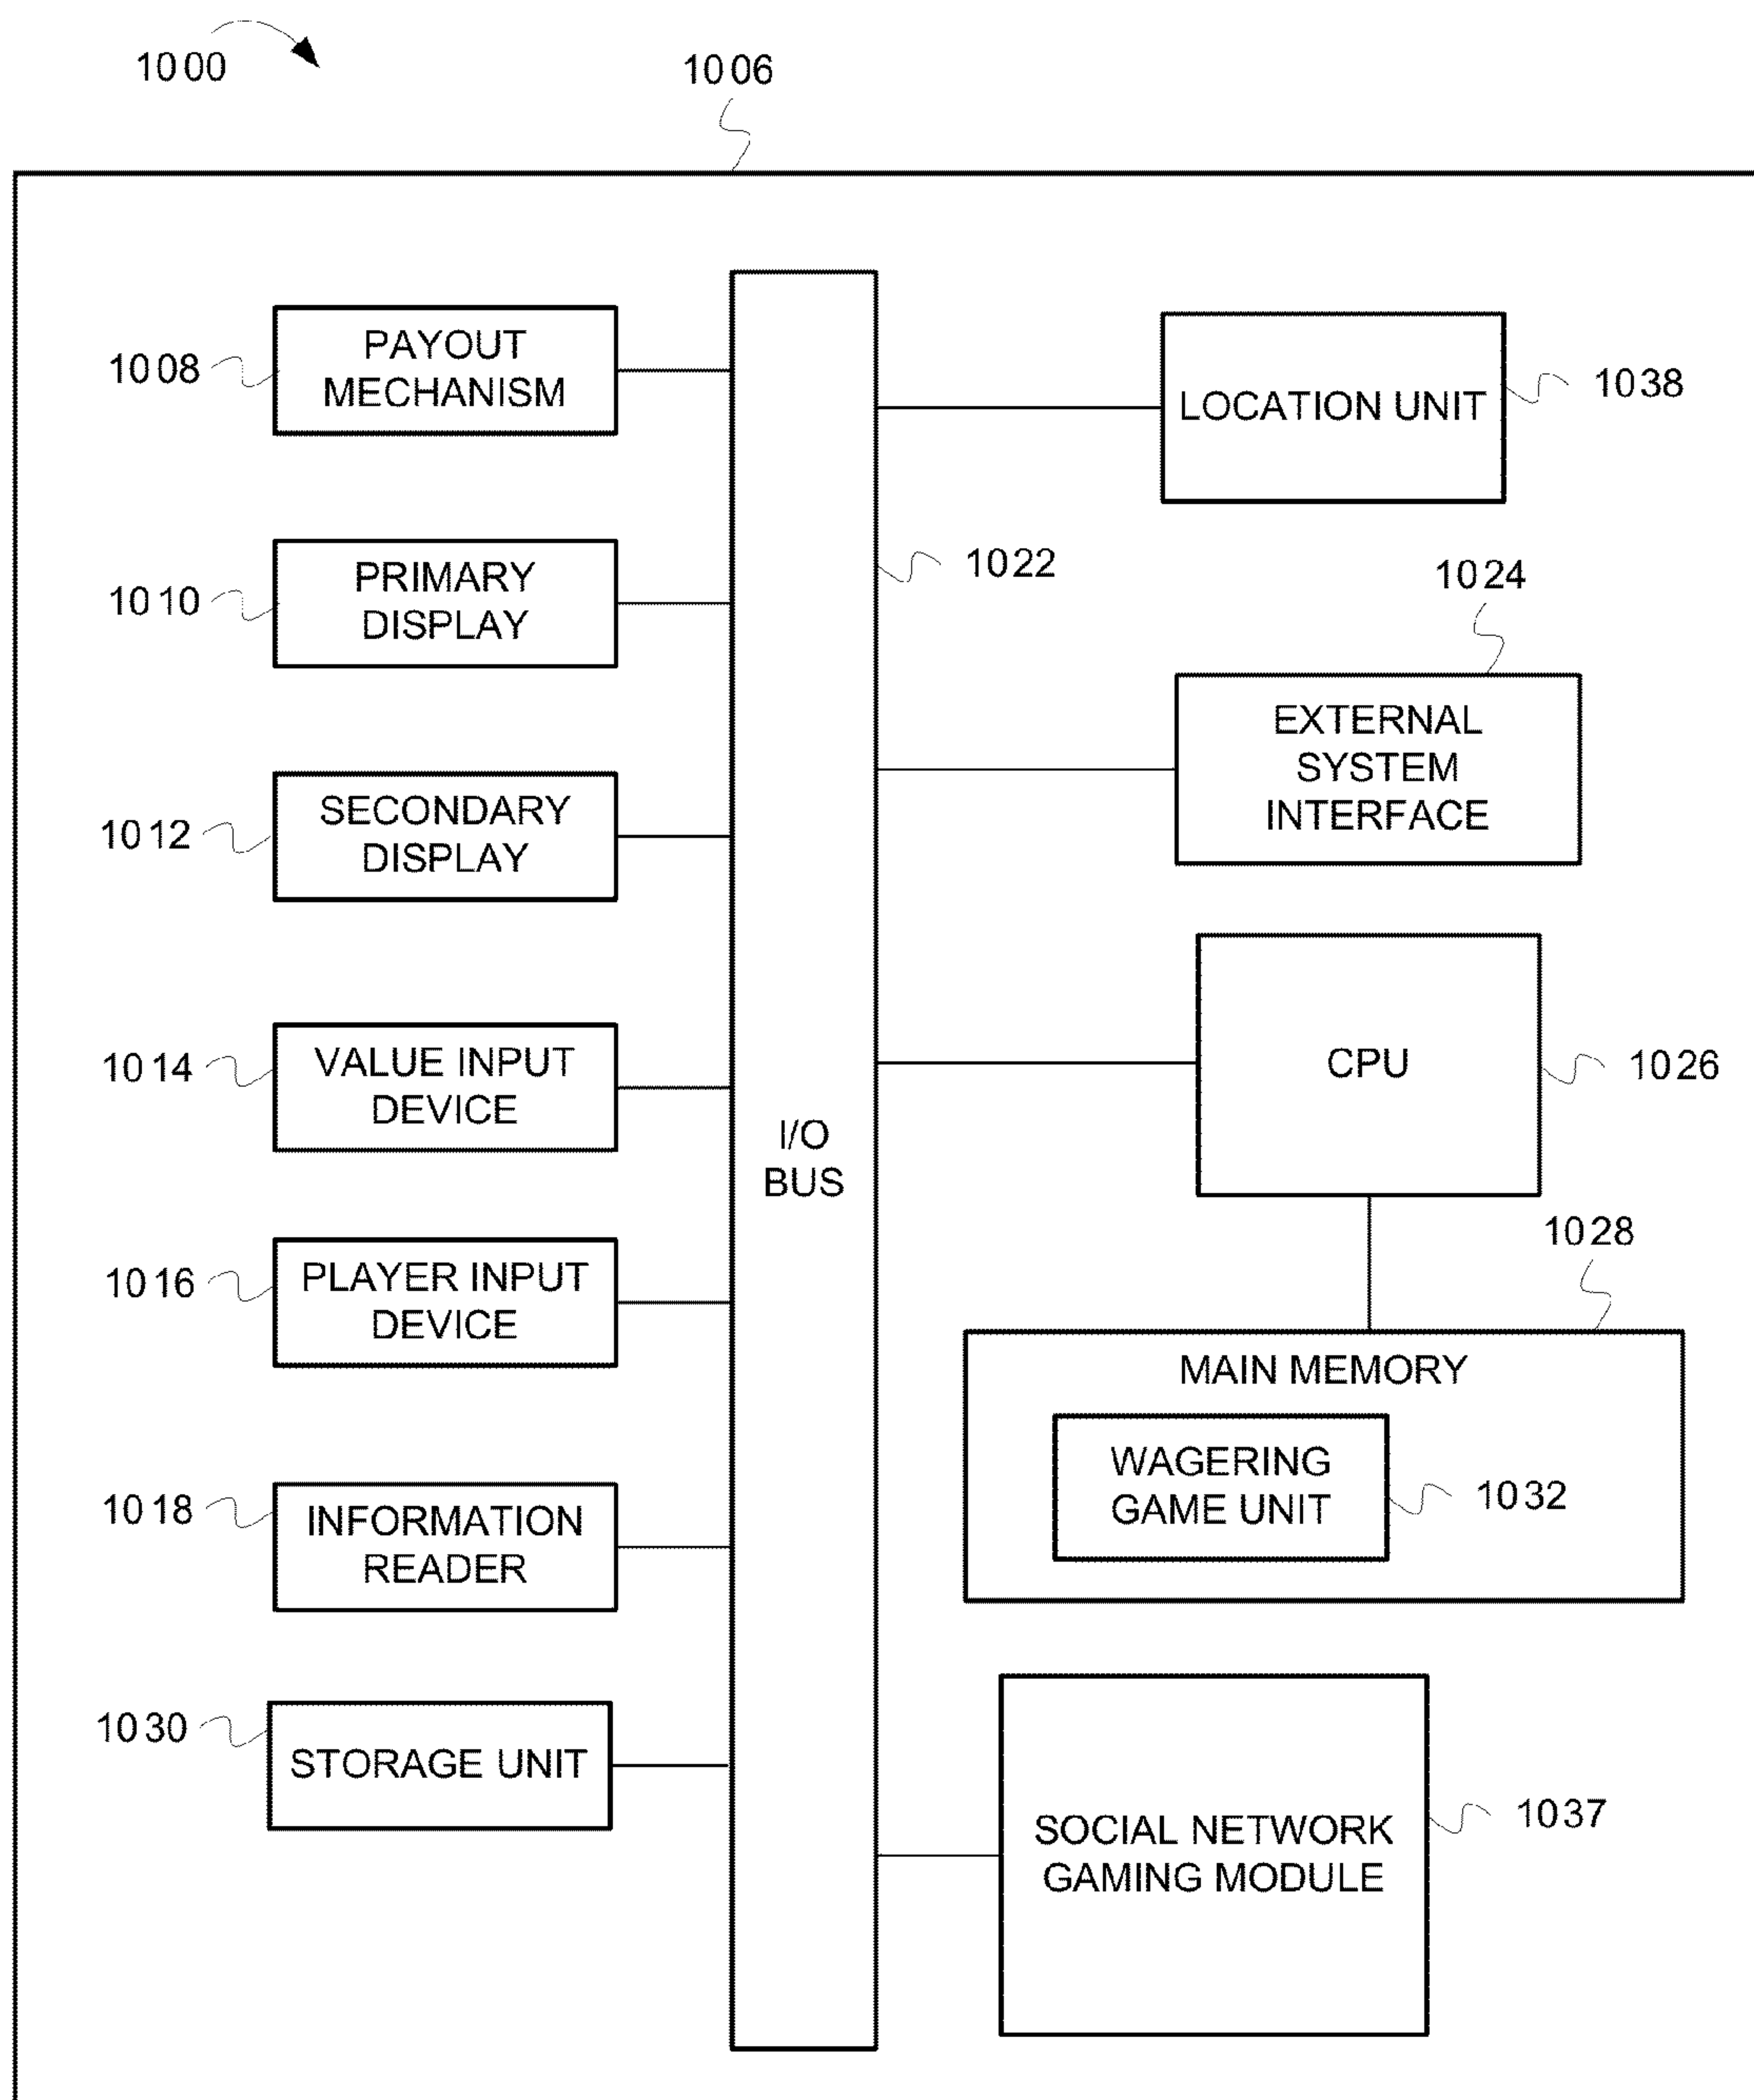 1000
1006
1008
PAYOUT
MECHANISM
1010
PRIMARY
DISPLAY
1012
SECONDARY
DISPLAY
1014
VALUE INPUT
DEVICE
1016
PLAYER INPUT
DEVICE
1018
INFORMATION
READER
1030
STORAGE UNIT
I/O
BUS
1022
LOCATION UNIT
1038
1024
EXTERNAL
SYSTEM
INTERFACE
CPU
1026
1028
MAIN MEMORY
WAGERING
GAME UNIT
1032
SOCIAL NETWORK
GAMING MODULE
1037